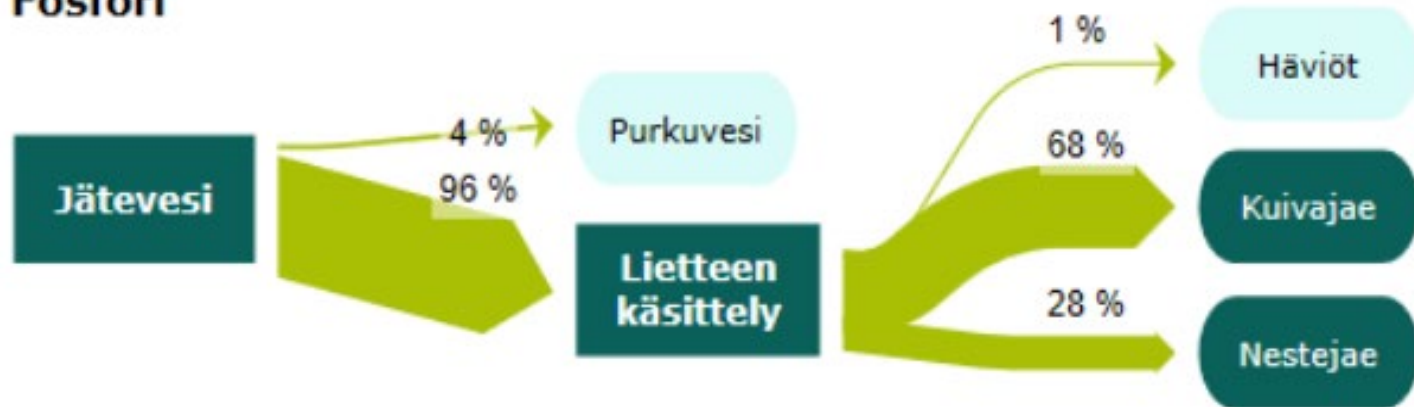 Fosfori
1 %
Häviöt
4 %
Purkuvesi
68 %
96 %
Jätevesi
Kuivajae
Lietteen
käsittely
28 %
Nestejae